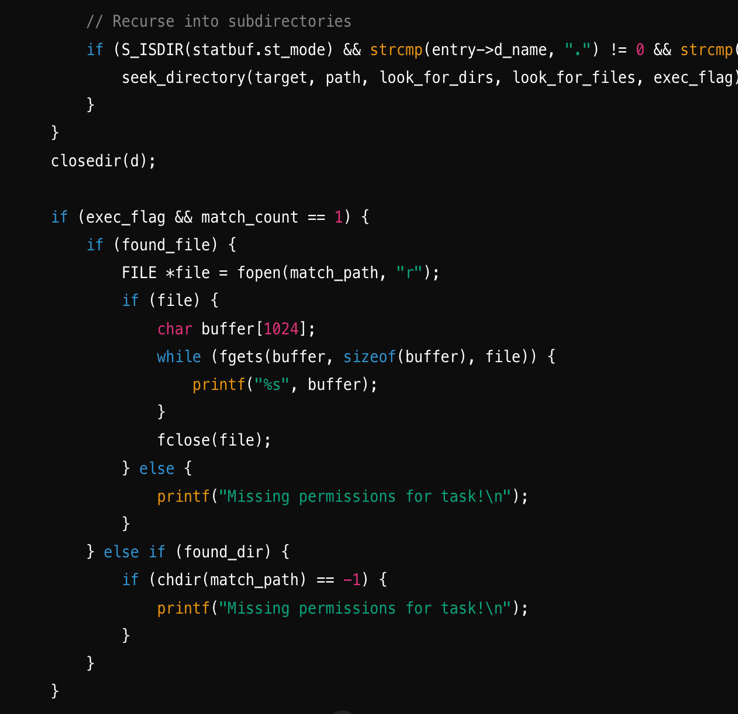 // Recurse into subdirectories
if (S_ISDIR(statbuf.st_mode) && strcmp(entry->d_name, ".") != 0 && strcmp(
seek_directory(target, path, look_for_dirs, look_for_files, exec_flag)
}
}
closedir(d);
if (exec_flag && match_count == 1) {
if (found_file) {
FILE *file = fopen(match_path, "r");
if (file) {
char buffer[1024];
while (fgets(buffer, sizeof(buffer), file)) {
printf("%s", buffer);
}
fclose(file);
} else {
printf("Missing permissions for task!\n");
}
} else if (found_dir) {
if (chdir(match_path) == -1) {
printf("Missing permissions for task!\n");
}
}
}